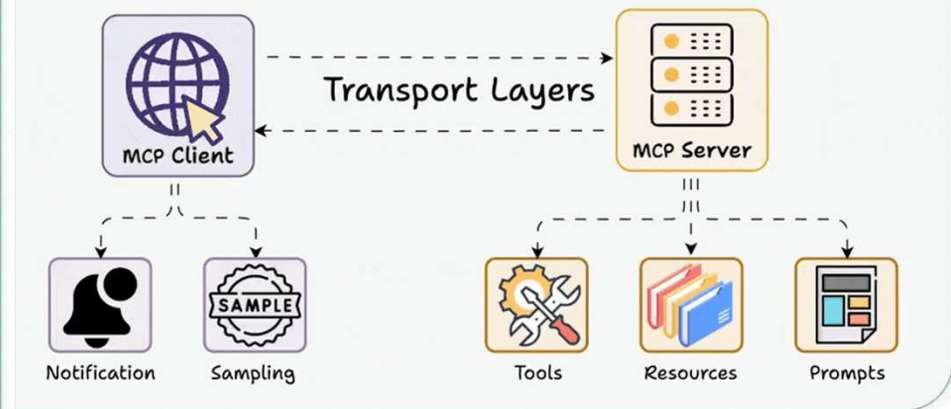 Transport Layers
MCP Client
MCP Server
SAMPLE
Notification
Sampling
Tools
Resources
Prompts